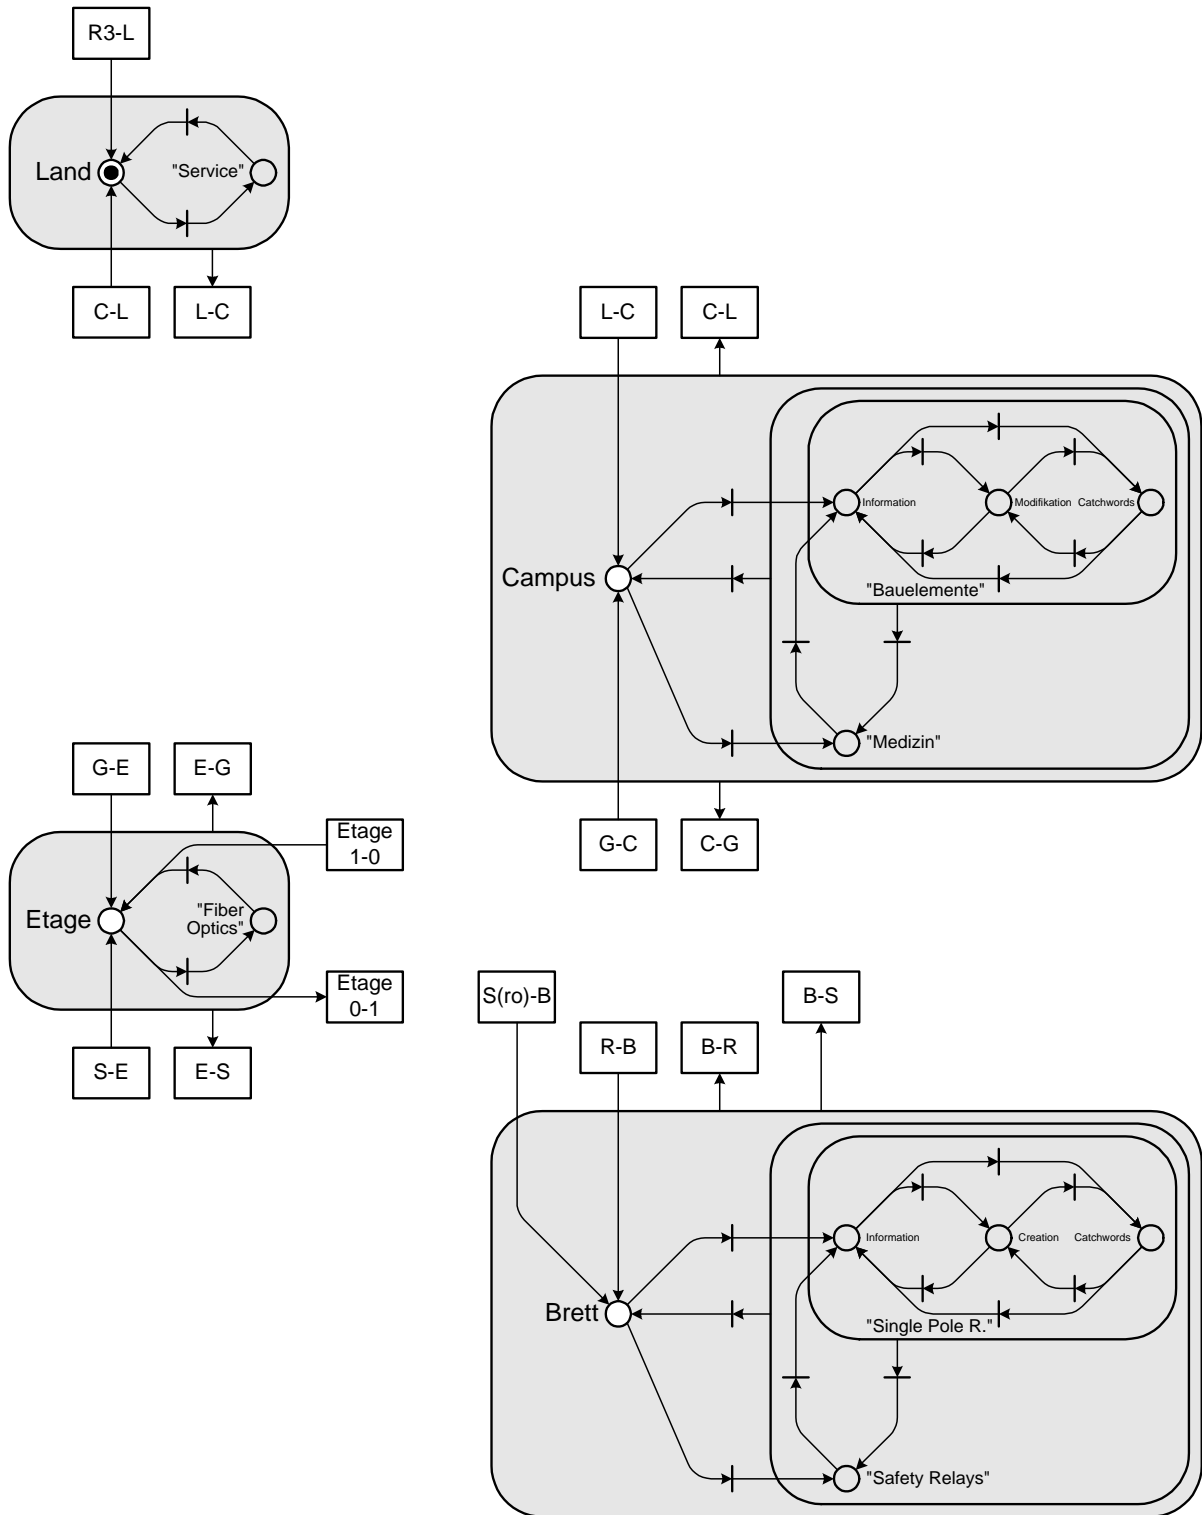 R3-L
Land
"Service"
C-L
L-C
L-C
C-L
Information
Modifikation
Catchwords
Campus
"Bauelemente"
"Medizin"
G-C
C-G
G-E
E-G
Etage
1-0
Etage
"Fiber
Optics"
Etage
0-1
S-E
E-S
S(ro)-B
B-S
R-B
B-R
Information
Creation
Catchwords
Brett
"Single Pole R."
"Safety Relays"